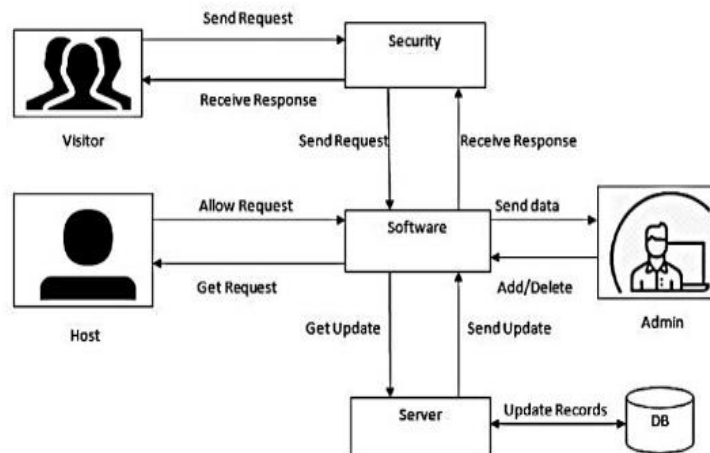 Send Request
Security
Receive Response
Visitor
Send Request
Receive Response
Allow Request
Software
Send data
Get Request
Add/Delete
Host
Admin
Get Update
Send Update
Server
Update Records
DB